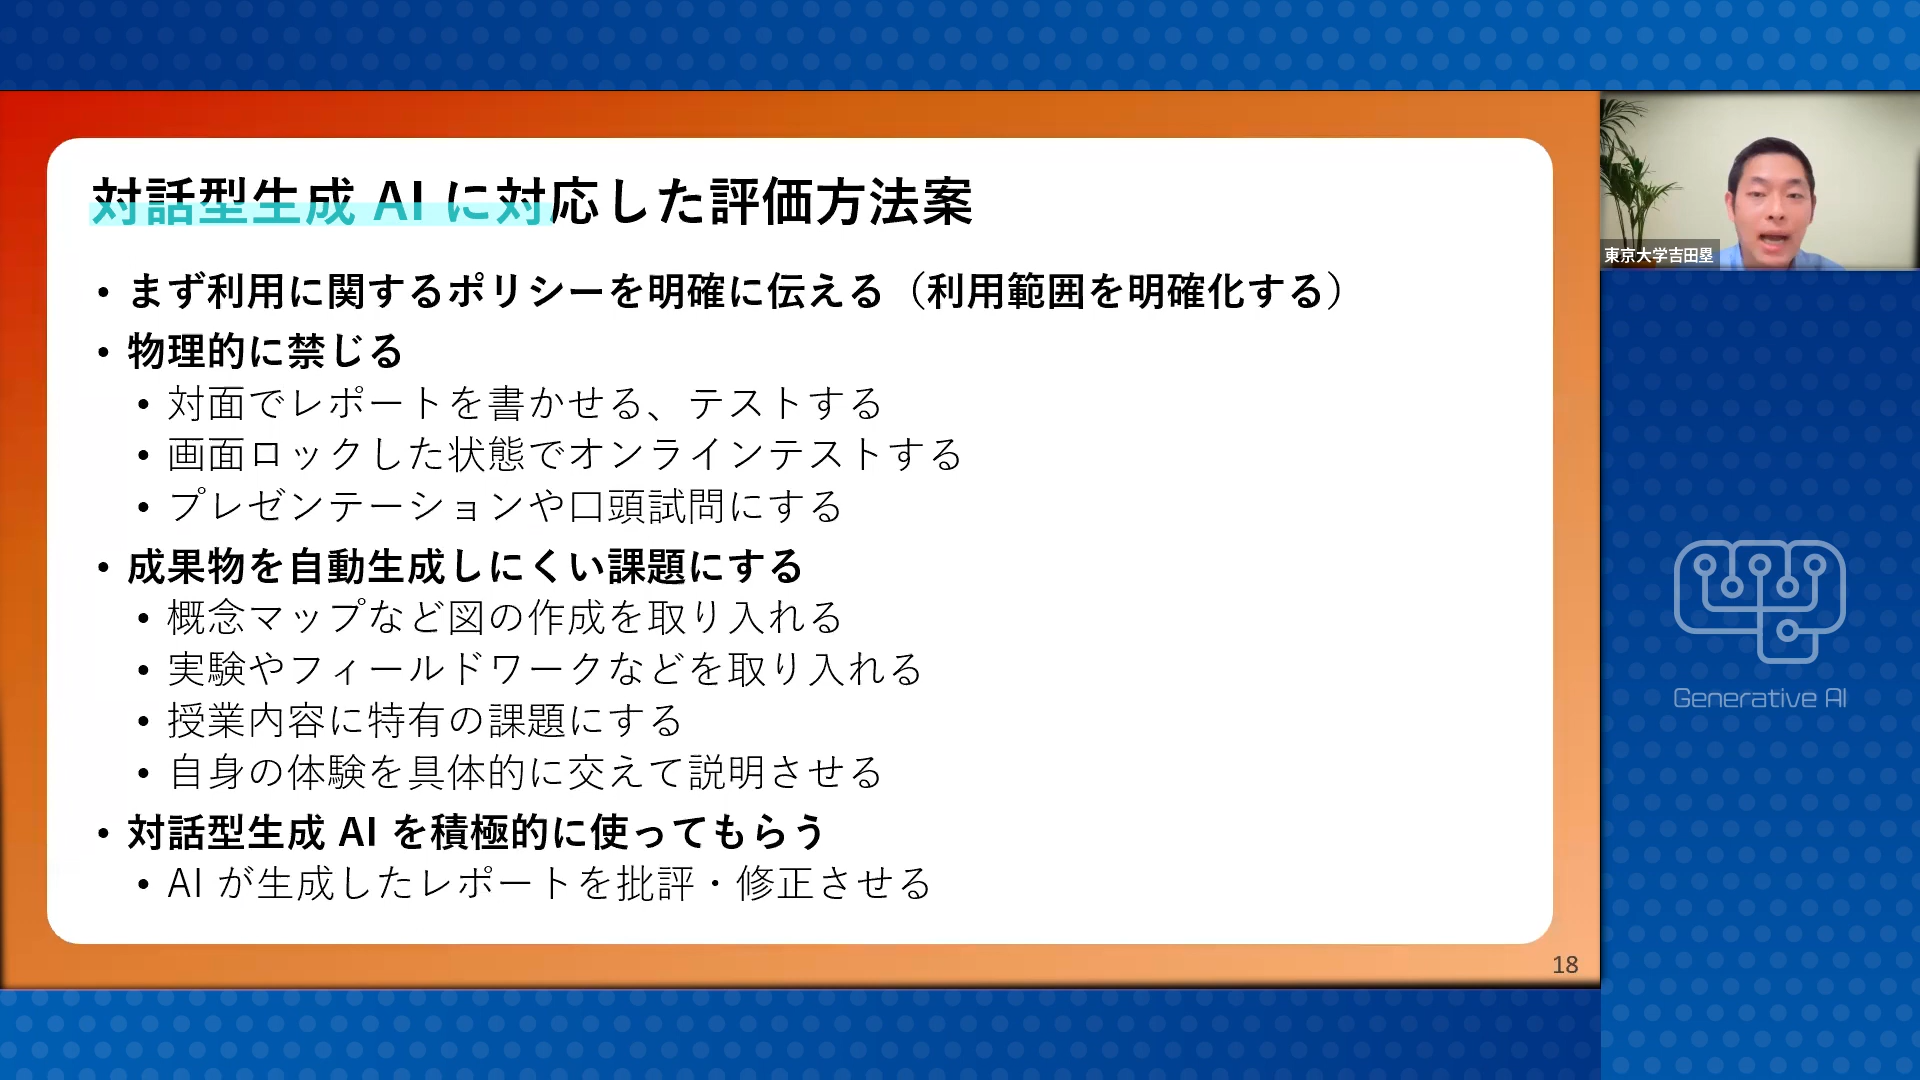 対話型生成 AI に対応した評価方法案
• まず利用に関するポリシーを明確に伝える（利用範囲を明確化する）
• 物理的に禁じる
• 対面でレポートを書かせる、テストする
• 画面ロックした状態でオンラインテストする
• プレゼンテーションや口頭試問にする
• 成果物を自動生成しにくい課題にする
• 概念マップなど図の作成を取り入れる
• 実験やフィールドワークなどを取り入れる
• 授業内容に特有の課題にする
• 自身の体験を具体的に交えて説明させる
• 対話型生成 AI を積極的に使ってもらう
• AI が生成したレポートを批評・修正させる
18
東京大学吉田塁
Generative AI